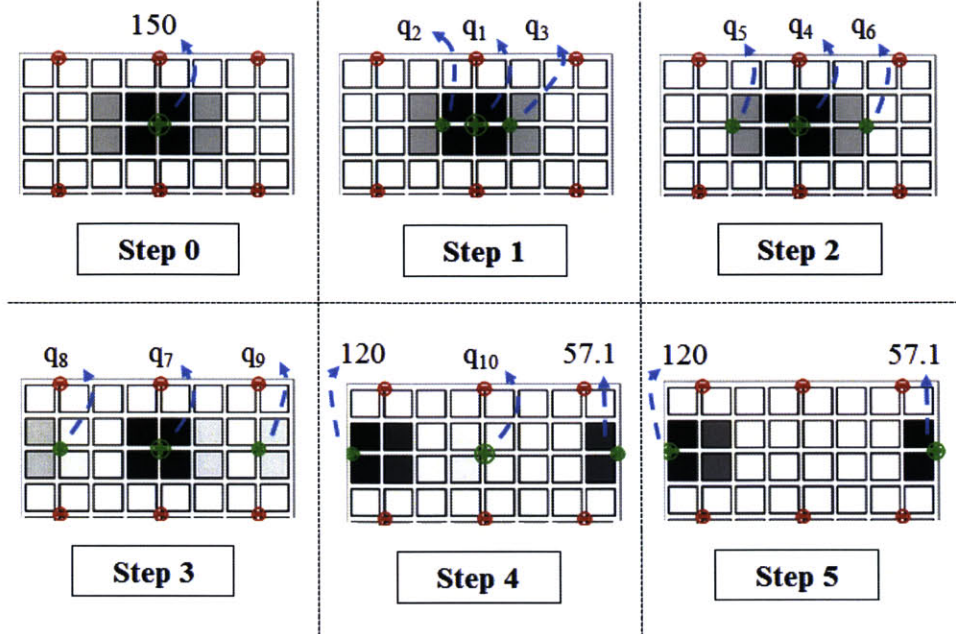 150
q₂ q₁ q₃
q₅ q₄ q₆
Step 0
Step 1
Step 2
q₈ q₇ q₉
120 q₁₀ 57.1
120 57.1
Step 3
Step 4
Step 5